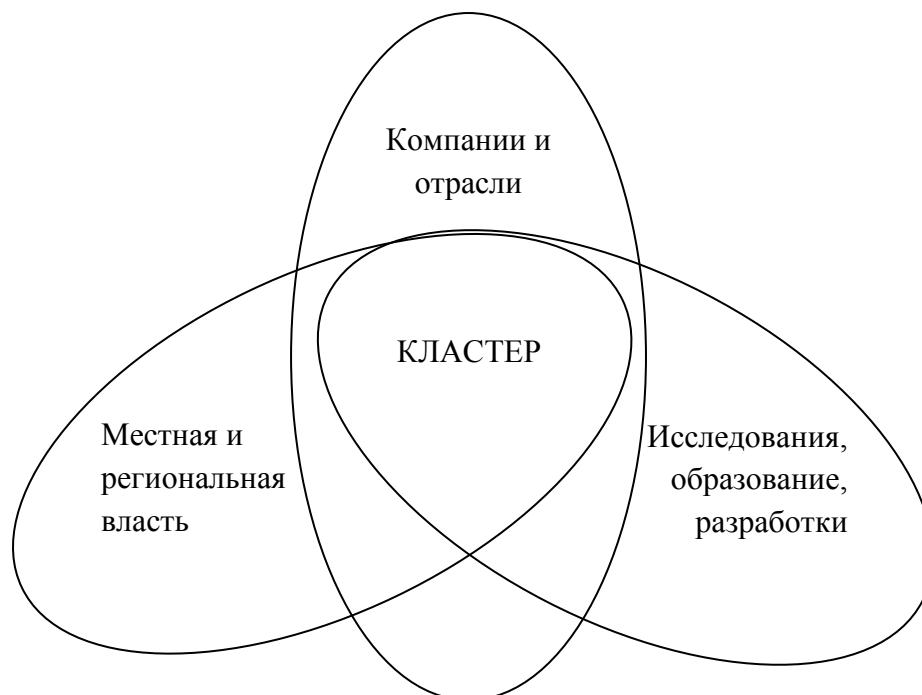 Компании и
отрасли
КЛАСТЕР
Местная и
региональная
власть
Исследования,
образование,
разработки